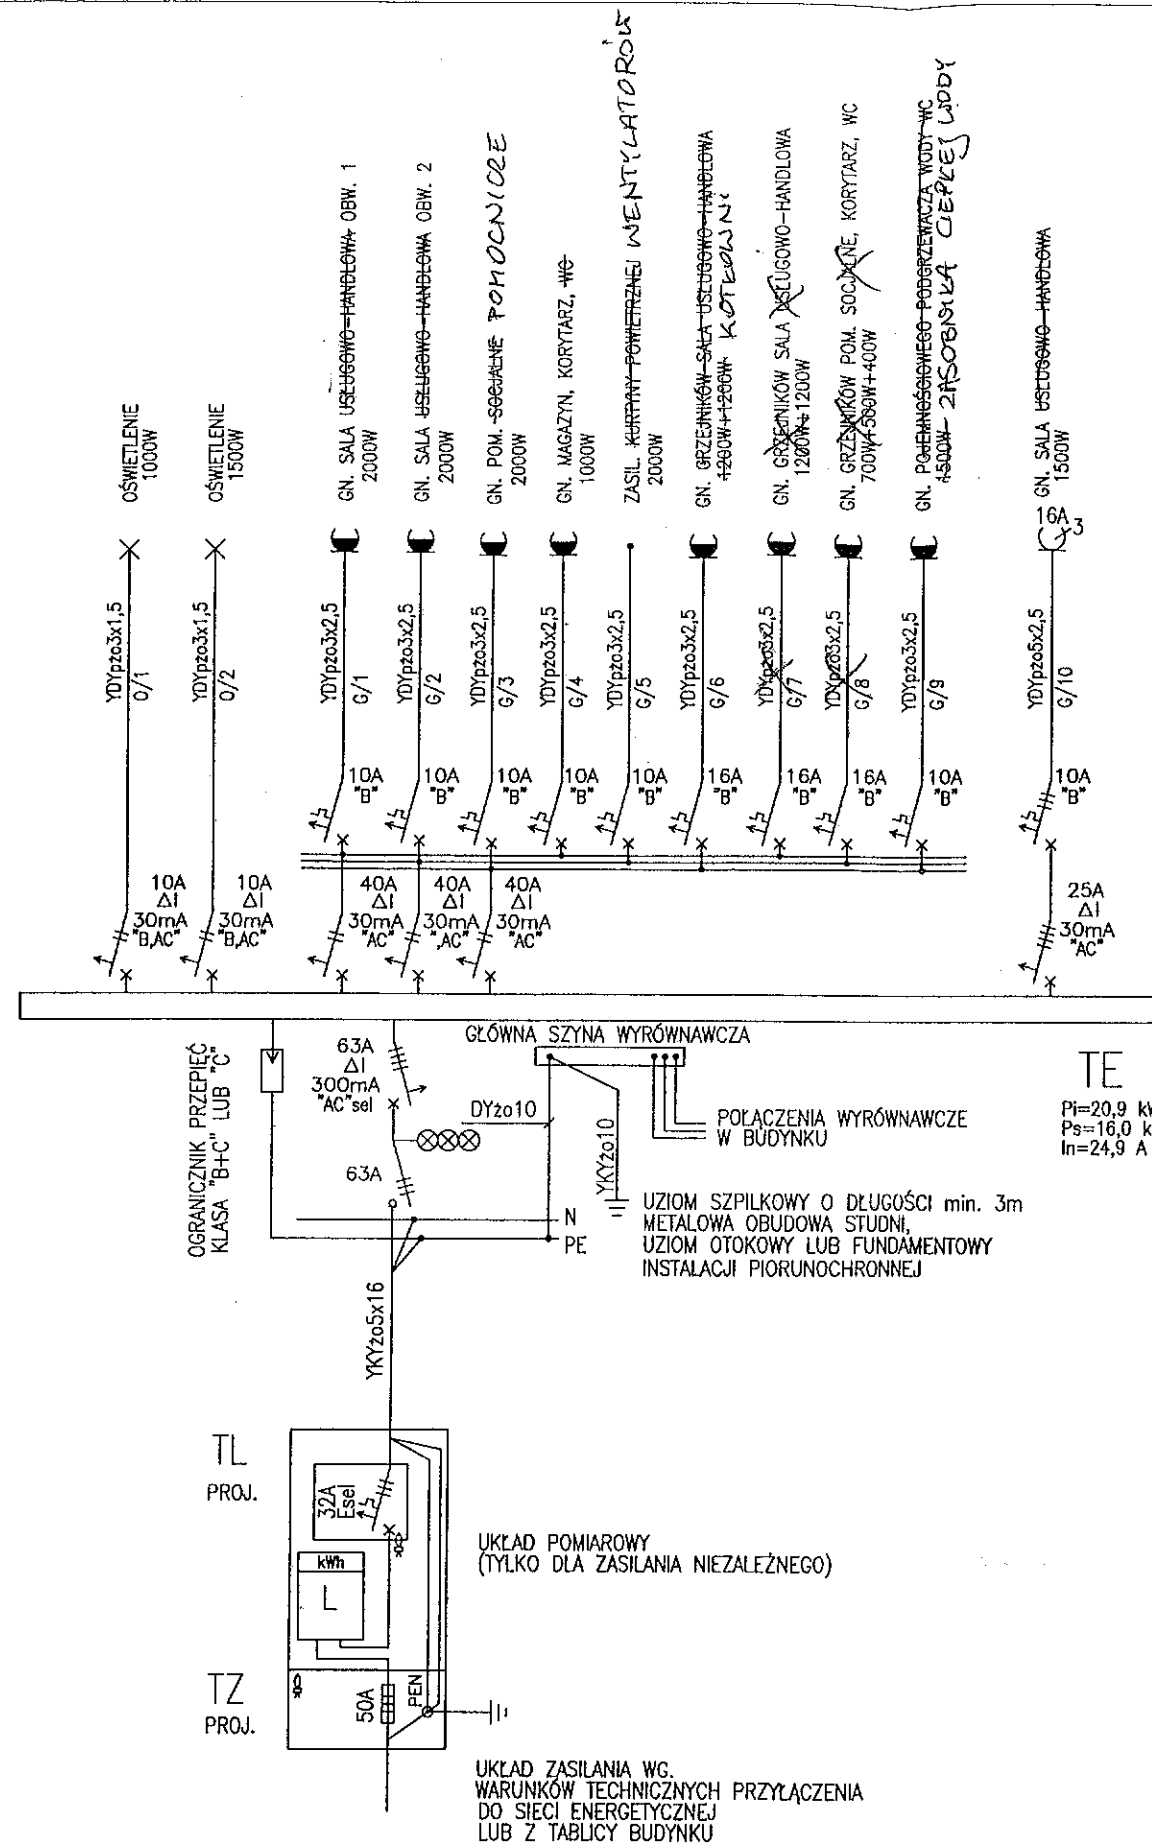 OŚWIETLENIE
1000W
OŚWIETLENIE
1500W
GN. SALA USŁUGOWO-HANDLOWA OBW. 1
2000W
GN. SALA USŁUGOWO-HANDLOWA OBW. 2
2000W
GN. POM. SOCJALNE POMOCNICZE
2000W
GN. MAGAZYN, KORYTARZ, WC
1000W
ZASIL. KURTYNY POWIETRZNEJ WENTYLATORÓW
2000W
GN. GRZEJNIKÓW SALA USŁUGOWO-HANDLOWA
1200W+1200W KOTŁOWNI
GN. GRZEJNIKÓW SALA USŁUGOWO-HANDLOWA
1200W+1200W
GN. GRZEJNIKÓW POM. SOCJALNE, KORYTARZ, WC
700W+500W+400W
GN. POJEMNOŚCIOWEGO PODGRZEWACZA WODY WC
1500W ZASOBNIKA CIEPŁEJ WODY
GN. SALA USŁUGOWO-HANDLOWA
1500W
16A
3
YDYpżo3x1,5
O/1
YDYpżo3x1,5
O/2
YDYpżo3x2,5
G/1
YDYpżo3x2,5
G/2
YDYpżo3x2,5
G/3
YDYpżo3x2,5
G/4
YDYpżo3x2,5
G/5
YDYpżo3x2,5
G/6
YDYpżo3x2,5
G/7
YDYpżo3x2,5
G/8
YDYpżo3x2,5
G/9
YDYpżo5x2,5
G/10
10A
"B"
10A
"B"
10A
"B"
10A
"B"
10A
"B"
16A
"B"
16A
"B"
16A
"B"
10A
"B"
10A
"B"
10A
ΔI
30mA
"B,AC"
10A
ΔI
30mA
"B,AC"
40A
ΔI
30mA
"AC"
40A
ΔI
30mA
"AC"
40A
ΔI
30mA
"AC"
25A
ΔI
30mA
"AC"
OGRANICZNIK PRZEPIĘĆ
KLASA "B+C" LUB "C"
63A
ΔI
300mA
"AC"sel
63A
GŁÓWNA SZYNA WYRÓWNAWCZA
DYżo10
YKYżo10
POŁĄCZENIA WYRÓWNAWCZE
W BUDYNKU
TE
Pi=20,9 kW
Ps=16,0 k
In=24,9 A
N
PE
UZIOM SZPILKOWY O DŁUGOŚCI min. 3m
METALOWA OBUDOWA STUDNI,
UZIOM OTOKOWY LUB FUNDAMENTOWY
INSTALACJI PIORUNOCHRONNEJ
YKYżo5x16
TL
PROJ.
32A
Esel
kWh
L
UKŁAD POMIAROWY
(TYLKO DLA ZASILANIA NIEZALEŻNEGO)
TZ
PROJ.
50A
PEN
UKŁAD ZASILANIA WG.
WARUNKÓW TECHNICZNYCH PRZYŁĄCZENIA
DO SIECI ENERGETYCZNEJ
LUB Z TABLICY BUDYNKU